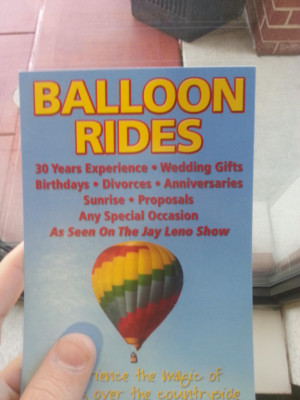 BALLOON
RIDES
30 Years Experience • Wedding Gifts
Birthdays • Divorces • Anniversaries
Sunrise • Proposals
Any Special Occasion
As Seen On The Jay Leno Show
rience the magic of
over the countryside